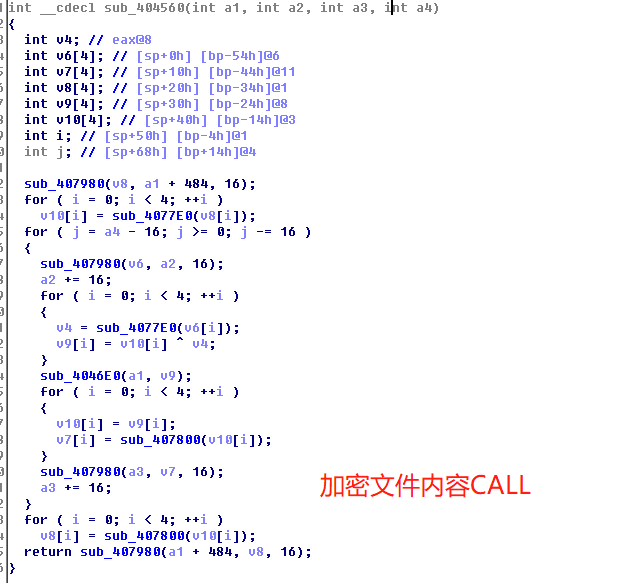 int __cdecl sub_404560(int a1, int a2, int a3, int a4)
{
int v4; // eax@8
int v6[4]; // [sp+0h] [bp-54h]@6
int v7[4]; // [sp+10h] [bp-44h]@11
int v8[4]; // [sp+20h] [bp-34h]@1
int v9[4]; // [sp+30h] [bp-24h]@8
int v10[4]; // [sp+40h] [bp-14h]@3
int i; // [sp+50h] [bp-4h]@1
int j; // [sp+68h] [bp+14h]@4
sub_407980(v8, a1 + 484, 16);
for ( i = 0; i < 4; ++i )
v10[i] = sub_4077E0(v8[i]);
for ( j = a4 - 16; j >= 0; j -= 16 )
{
sub_407980(v6, a2, 16);
a2 += 16;
for ( i = 0; i < 4; ++i )
{
v4 = sub_4077E0(v6[i]);
v9[i] = v10[i] ^ v4;
}
sub_4046E0(a1, v9);
for ( i = 0; i < 4; ++i )
{
v10[i] = v9[i];
v7[i] = sub_407800(v10[i]);
}
sub_407980(a3, v7, 16);
a3 += 16;
}
for ( i = 0; i < 4; ++i )
v8[i] = sub_407800(v10[i]);
return sub_407980(a1 + 484, v8, 16);
}
加密文件内容CALL